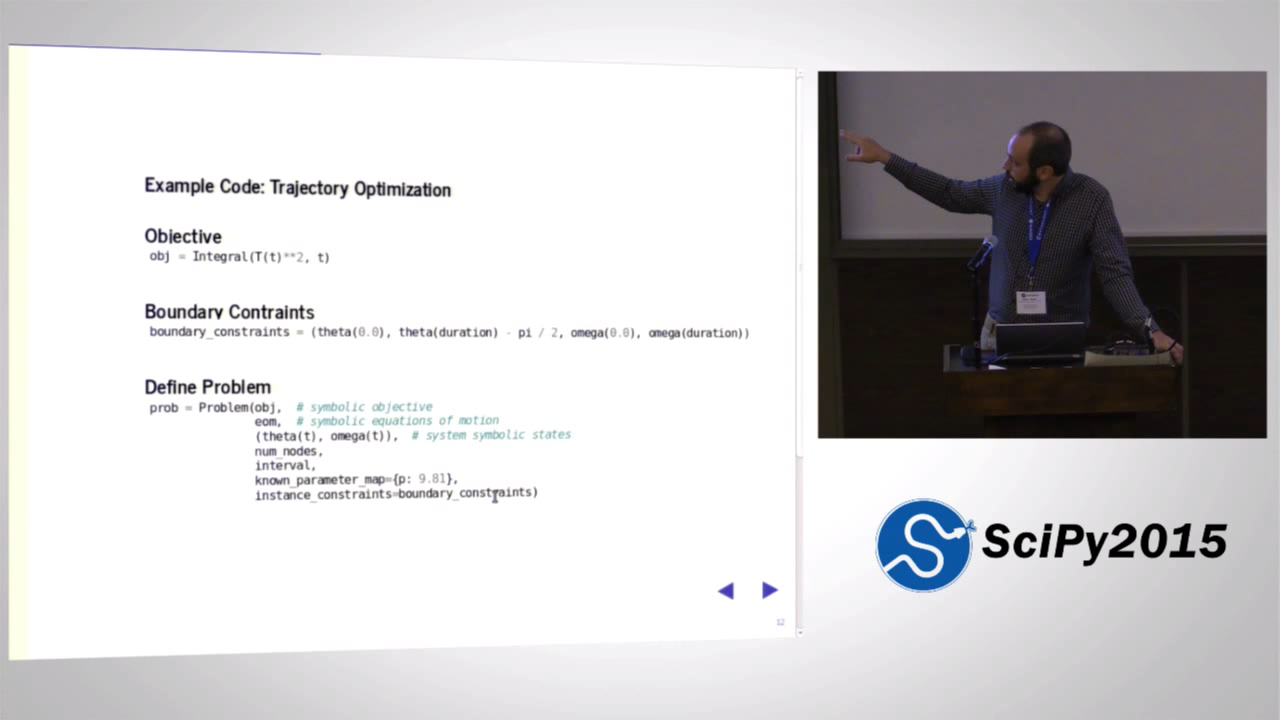 Example Code: Trajectory Optimization
Objective
obj = Integral(T(t)**2, t)
Boundary Contraints
boundary_constraints = (theta(0.0), theta(duration) - pi / 2, omega(0.0), omega(duration))
Define Problem
prob = Problem(obj, # symbolic objective
eom, # symbolic equations of motion
(theta(t), omega(t)), # system symbolic states
num_nodes,
interval,
known_parameter_map={p: 9.81},
instance_constraints=boundary_constraints)
12
SciPy2015